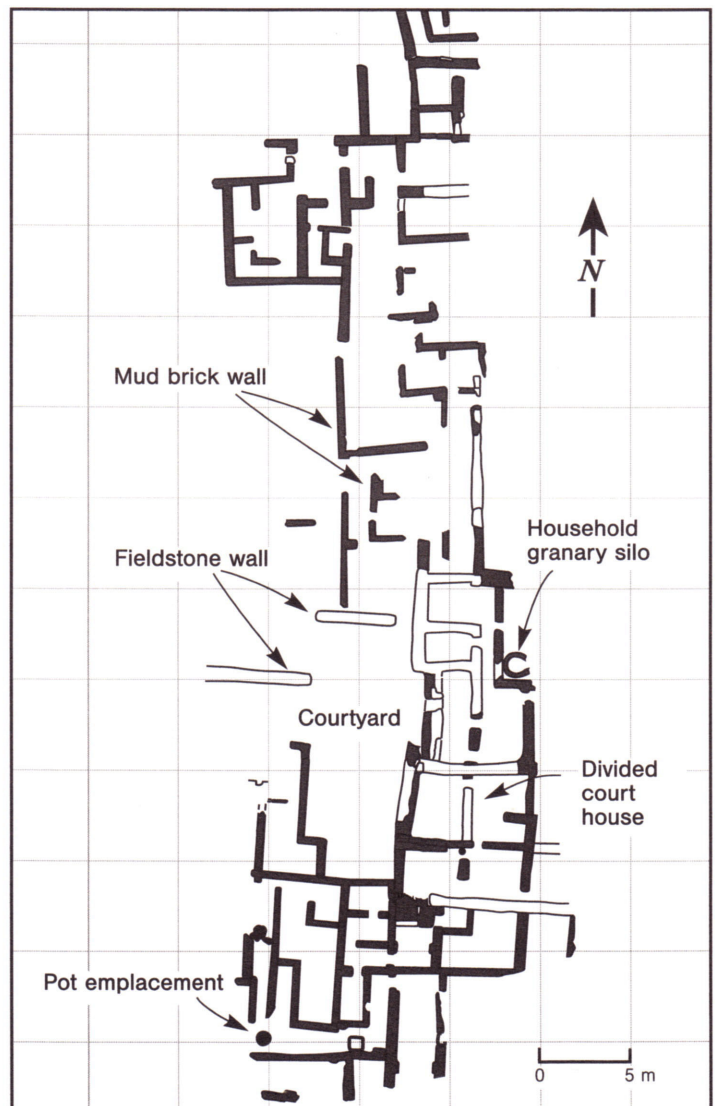 N
Mud brick wall
Household
granary silo
Fieldstone wall
Courtyard
Divided
court
house
Pot emplacement
0 5 m